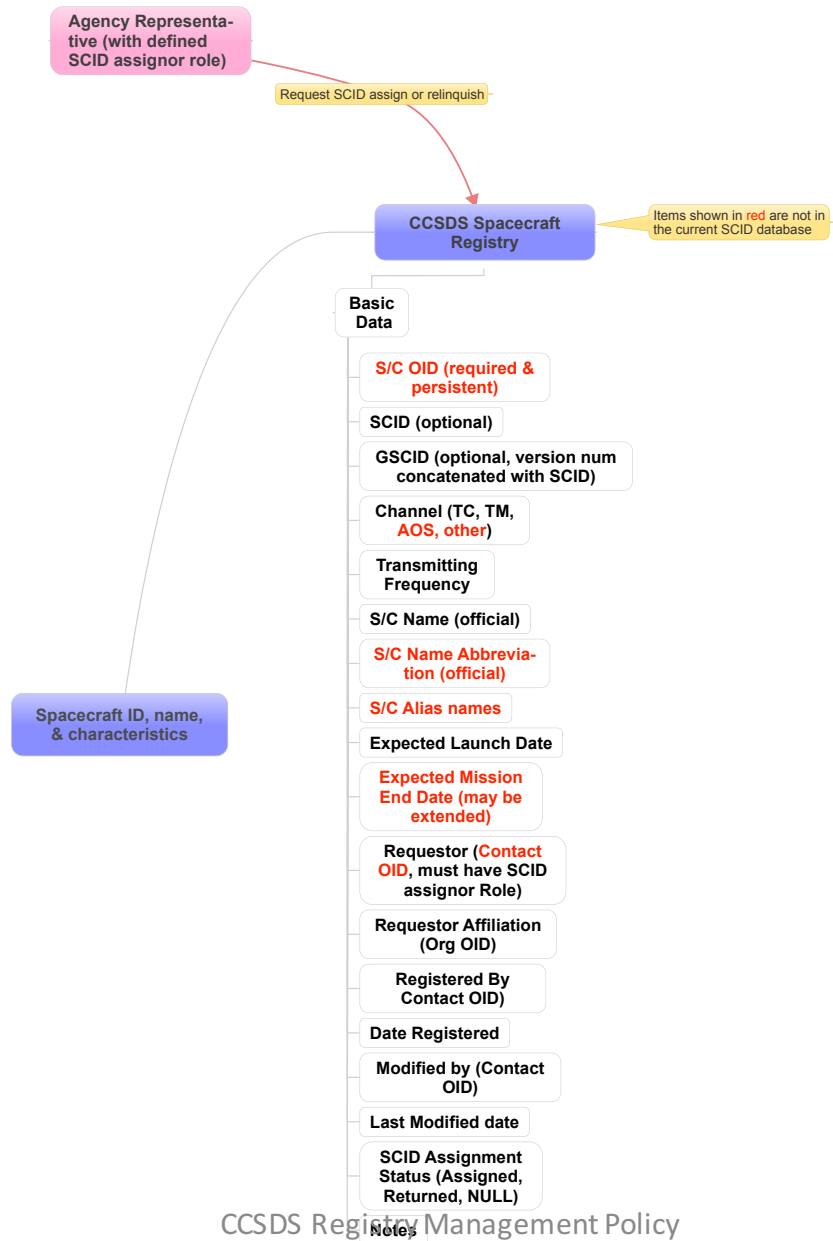 Agency Representa-
tive (with defined
SCID assignor role)
Request SCID assign or relinquish
CCSDS Spacecraft
Registry
Items shown in red are not in
the current SCID database
Basic
Data
S/C OID (required &
persistent)
SCID (optional)
GSCID (optional, version num
concatenated with SCID)
Channel (TC, TM,
AOS, other)
Transmitting
Frequency
S/C Name (official)
S/C Name Abbrevia-
tion (official)
S/C Alias names
Spacecraft ID, name,
& characteristics
Expected Launch Date
Expected Mission
End Date (may be
extended)
Requestor (Contact
OID, must have SCID
assignor Role)
Requestor Affiliation
(Org OID)
Registered By
Contact OID)
Date Registered
Modified by (Contact
OID)
Last Modified date
SCID Assignment
Status (Assigned,
Returned, NULL)
Notes
CCSDS Registry Management Policy